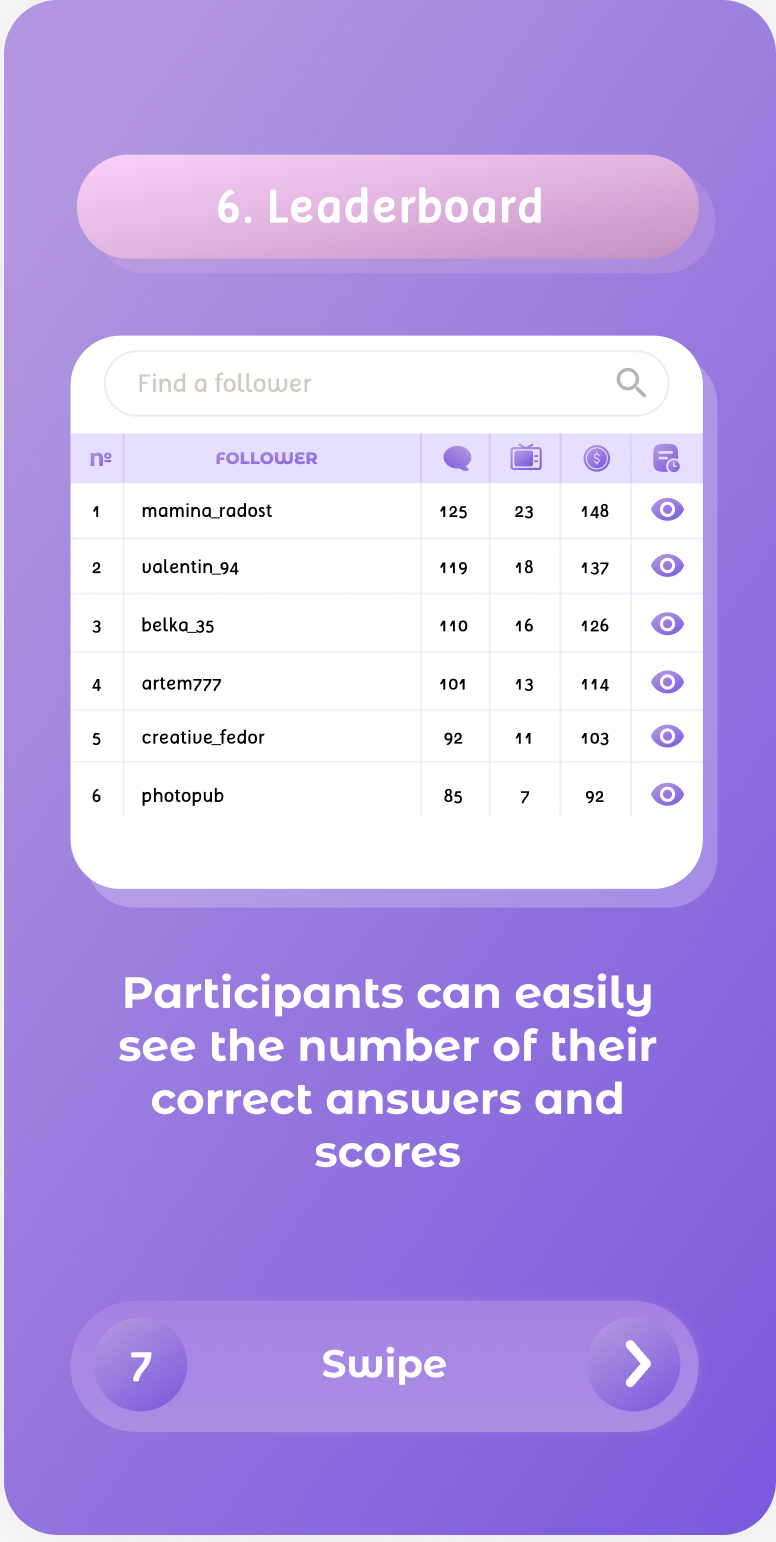 6. Leaderboard
Find a follower
nº FOLLOWER $
1 mamina_radost 125 23 148
2 valentin_94 119 18 137
3 belka_35 110 16 126
4 artem777 101 13 114
5 creative_fedor 92 11 103
6 photopub 85 7 92
Participants can easily
see the number of their
correct answers and
scores
7 Swipe